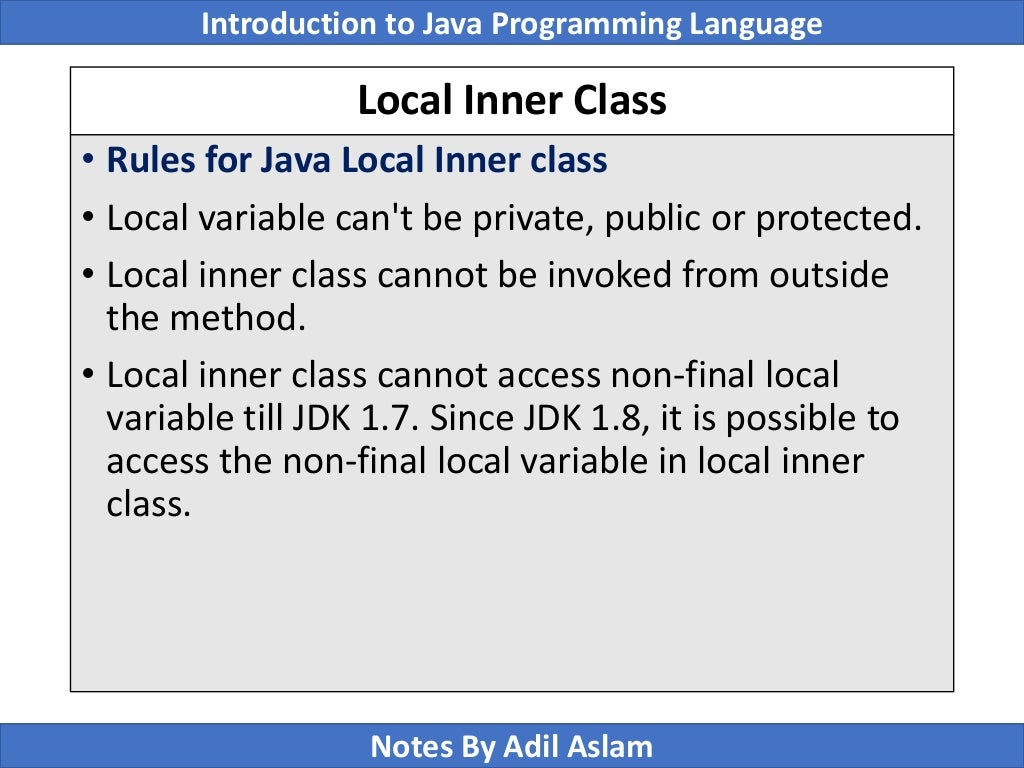 Introduction to Java Programming Language
Local Inner Class
• Rules for Java Local Inner class
• Local variable can't be private, public or protected.
• Local inner class cannot be invoked from outside
the method.
• Local inner class cannot access non-final local
variable till JDK 1.7. Since JDK 1.8, it is possible to
access the non-final local variable in local inner
class.
Notes By Adil Aslam